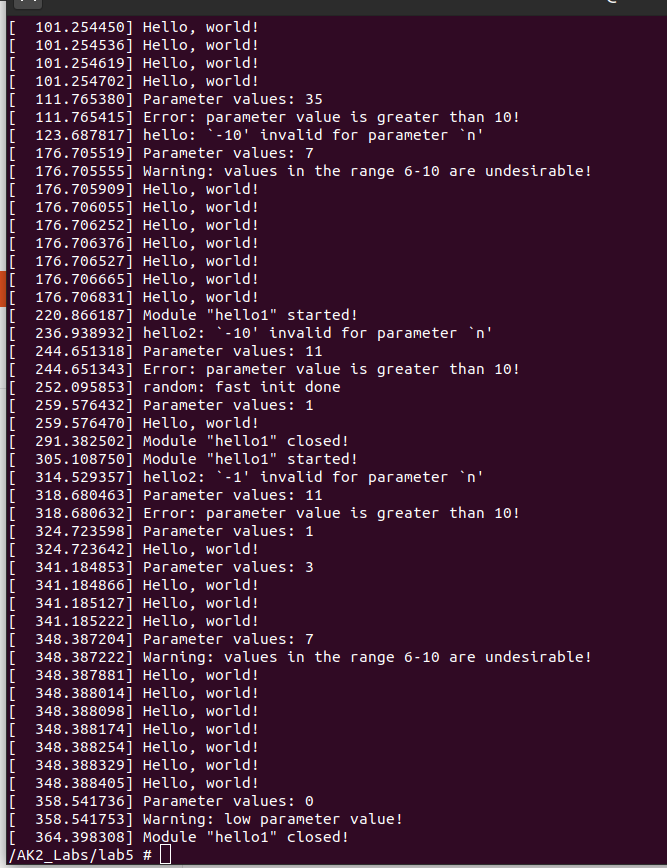 [  101.254450] Hello, world!
[  101.254536] Hello, world!
[  101.254619] Hello, world!
[  101.254702] Hello, world!
[  111.765380] Parameter values: 35
[  111.765415] Error: parameter value is greater than 10!
[  123.687817] hello: `-10' invalid for parameter `n'
[  176.705519] Parameter values: 7
[  176.705555] Warning: values in the range 6-10 are undesirable!
[  176.705909] Hello, world!
[  176.706055] Hello, world!
[  176.706252] Hello, world!
[  176.706376] Hello, world!
[  176.706527] Hello, world!
[  176.706665] Hello, world!
[  176.706831] Hello, world!
[  220.866187] Module "hello1" started!
[  236.938932] hello2: `-10' invalid for parameter `n'
[  244.651318] Parameter values: 11
[  244.651343] Error: parameter value is greater than 10!
[  252.095853] random: fast init done
[  259.576432] Parameter values: 1
[  259.576470] Hello, world!
[  291.382502] Module "hello1" closed!
[  305.108750] Module "hello1" started!
[  314.529357] hello2: `-1' invalid for parameter `n'
[  318.680463] Parameter values: 11
[  318.680632] Error: parameter value is greater than 10!
[  324.723598] Parameter values: 1
[  324.723642] Hello, world!
[  341.184853] Parameter values: 3
[  341.184866] Hello, world!
[  341.185127] Hello, world!
[  341.185222] Hello, world!
[  348.387204] Parameter values: 7
[  348.387222] Warning: values in the range 6-10 are undesirable!
[  348.387881] Hello, world!
[  348.388014] Hello, world!
[  348.388098] Hello, world!
[  348.388174] Hello, world!
[  348.388254] Hello, world!
[  348.388329] Hello, world!
[  348.388405] Hello, world!
[  358.541736] Parameter values: 0
[  358.541753] Warning: low parameter value!
[  364.398308] Module "hello1" closed!
/AK2_Labs/lab5 #